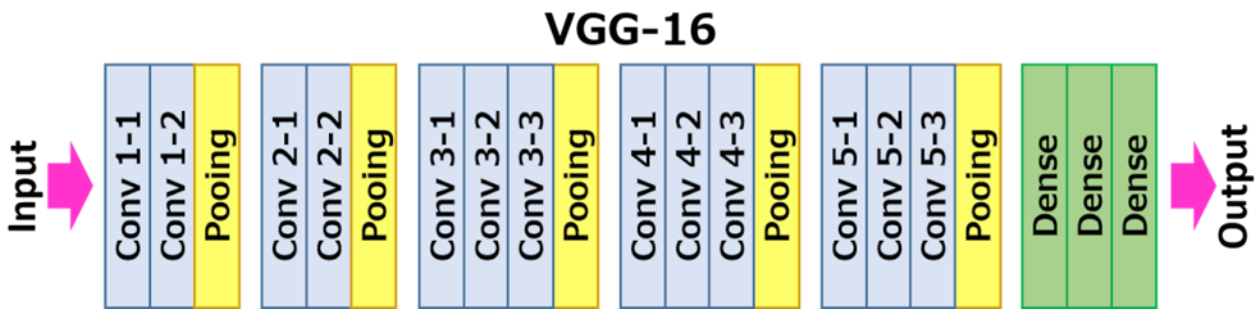 VGG-16
Input
Conv 1-1
Conv 1-2
Pooing
Conv 2-1
Conv 2-2
Pooing
Conv 3-1
Conv 3-2
Conv 3-3
Pooing
Conv 4-1
Conv 4-2
Conv 4-3
Pooing
Conv 5-1
Conv 5-2
Conv 5-3
Pooing
Dense
Dense
Dense
Output